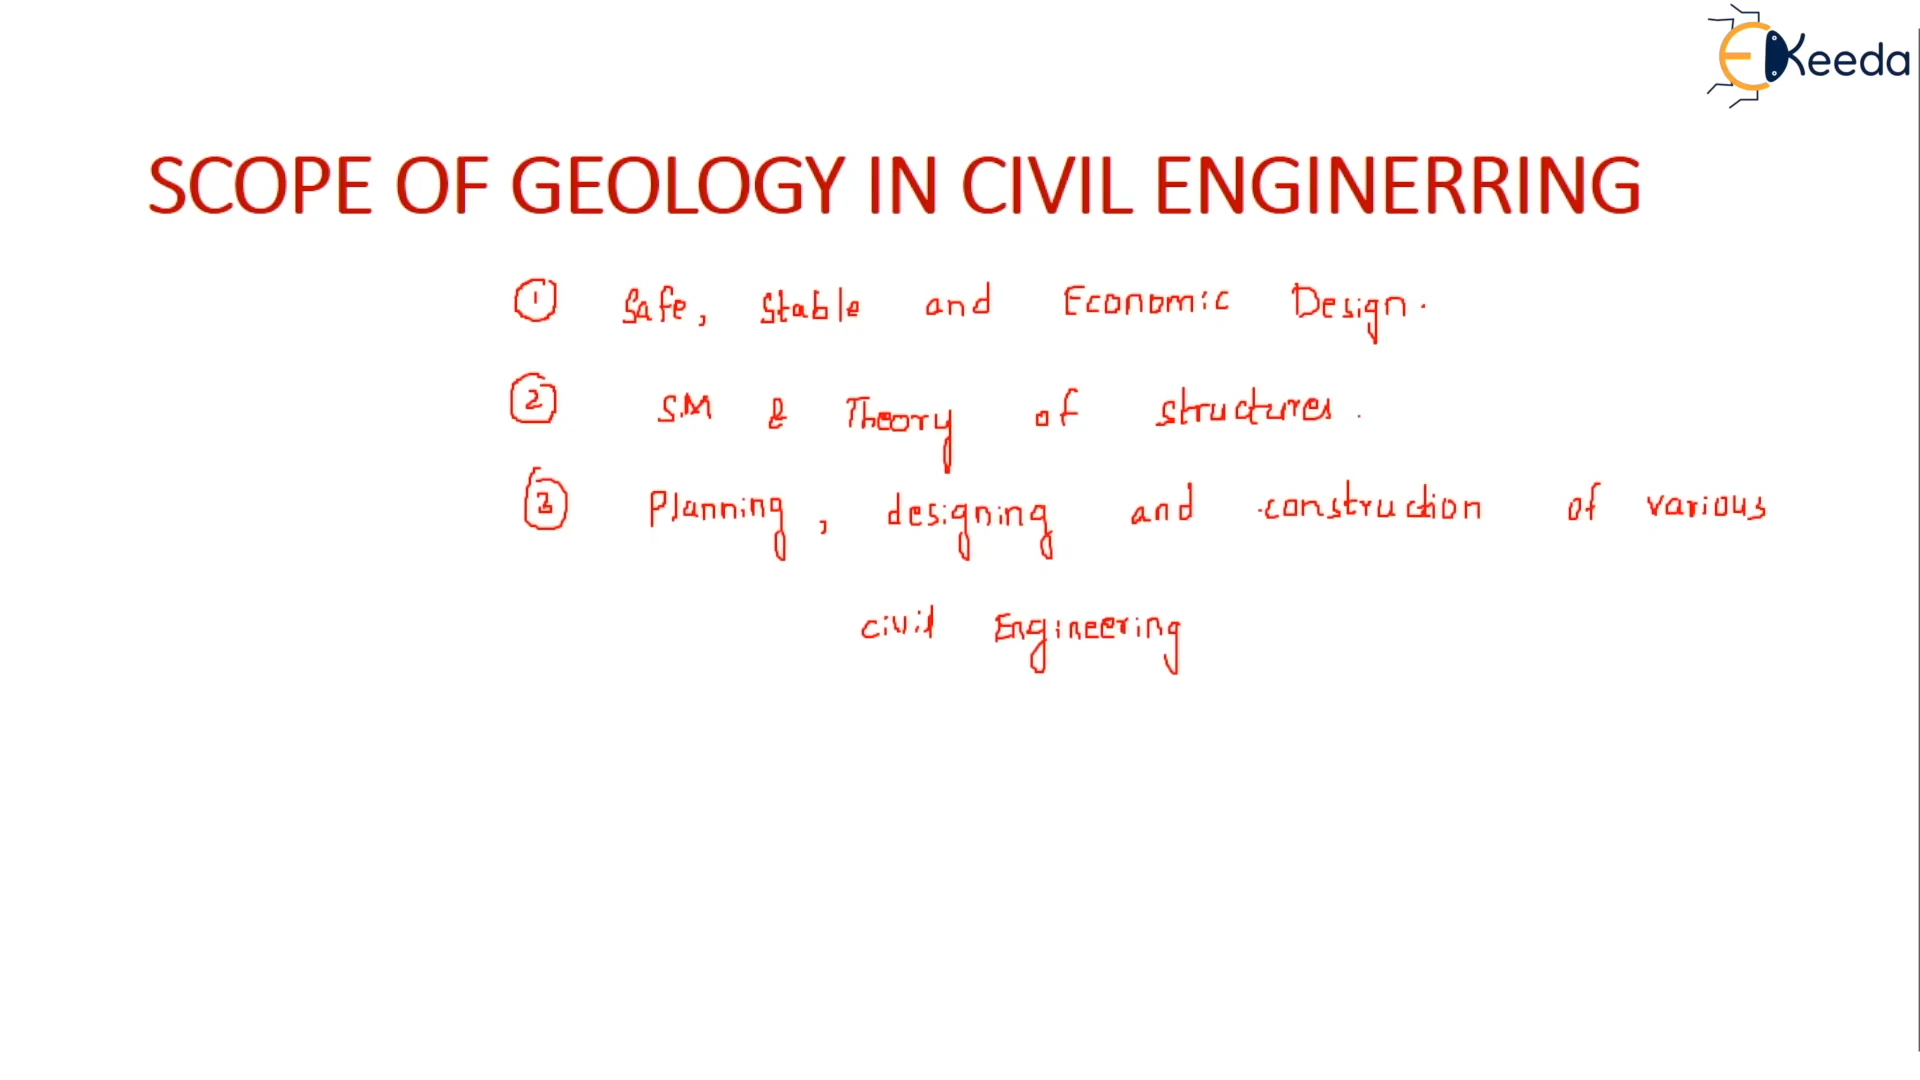 EKeeda
SCOPE OF GEOLOGY IN CIVIL ENGINERRING
① Safe, stable and Economic Design.
② SM & Theory of structures.
③ Planning, designing and construction of various
civil Engineering